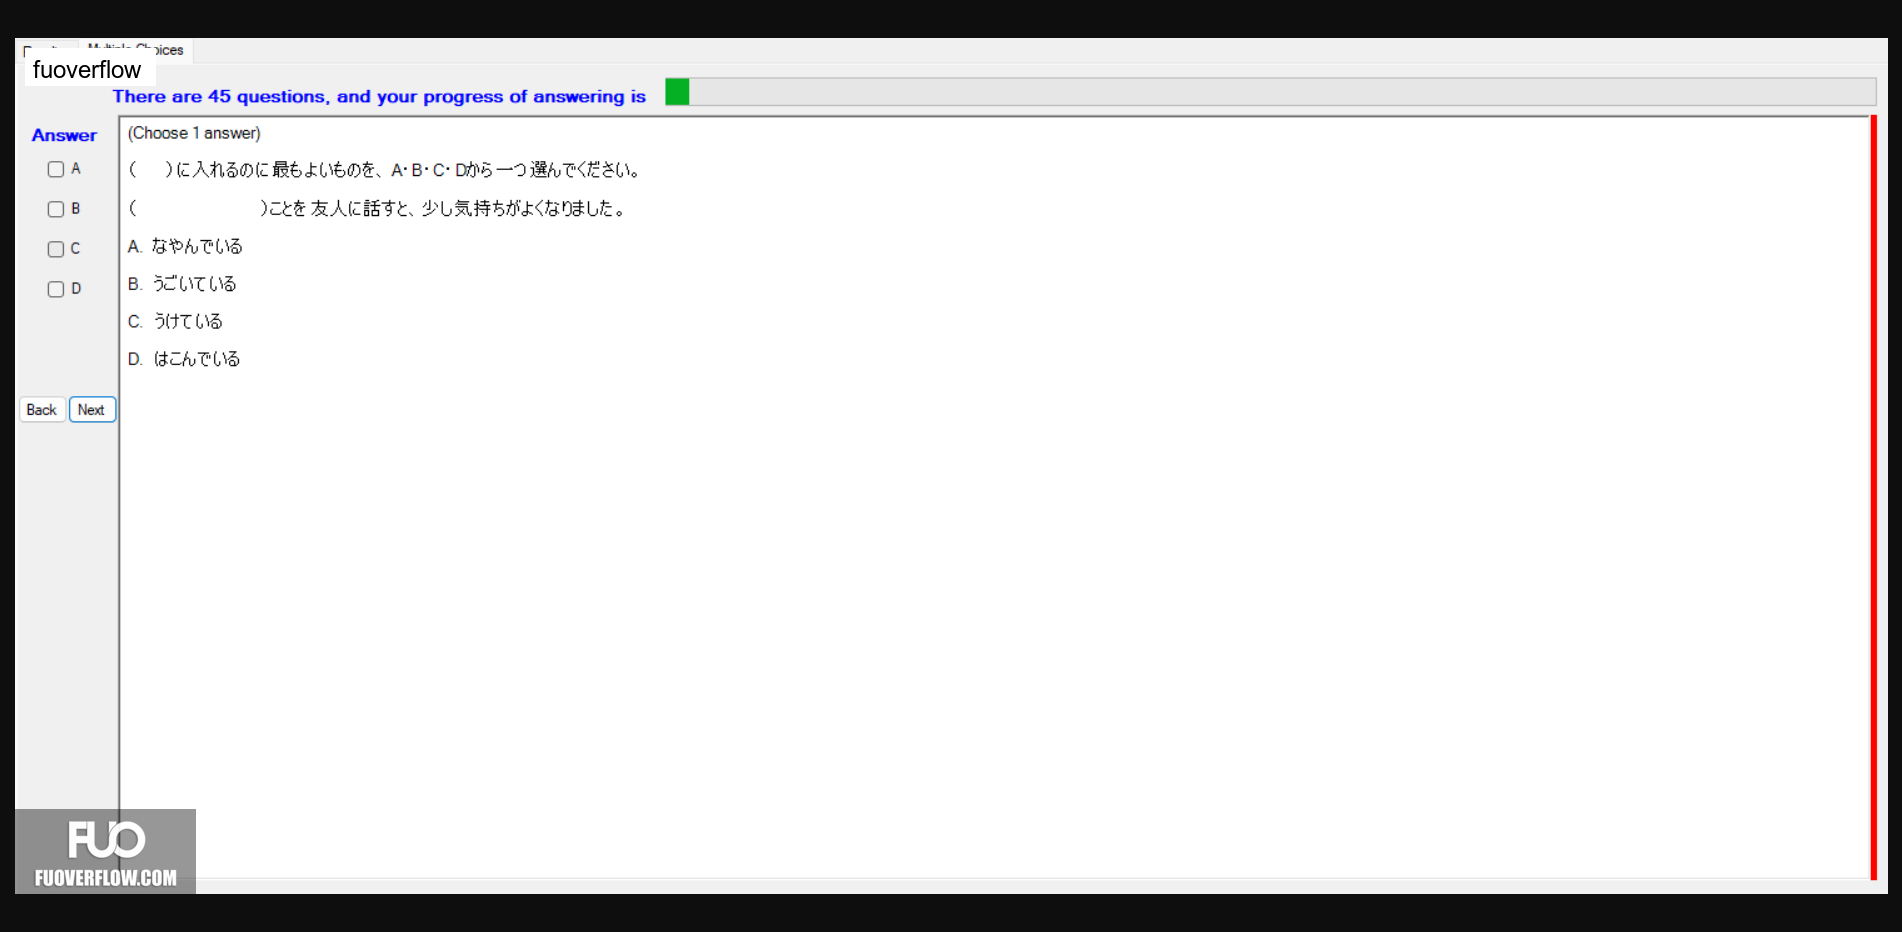 Choices
fuoverflow
There are 45 questions, and your progress of answering is
Answer
(Choose 1 answer)
A
(　　)に入れるのに最もよいものを、A・B・C・Dから一つ選んでください。
B
(　　　　　　　　)ことを友人に話すと、少し気持ちがよくなりました。
C
A. なやんでいる
D
B. うごいている
C. うけている
D. はこんでいる
Back Next
FUO
FUOVERFLOW.COM